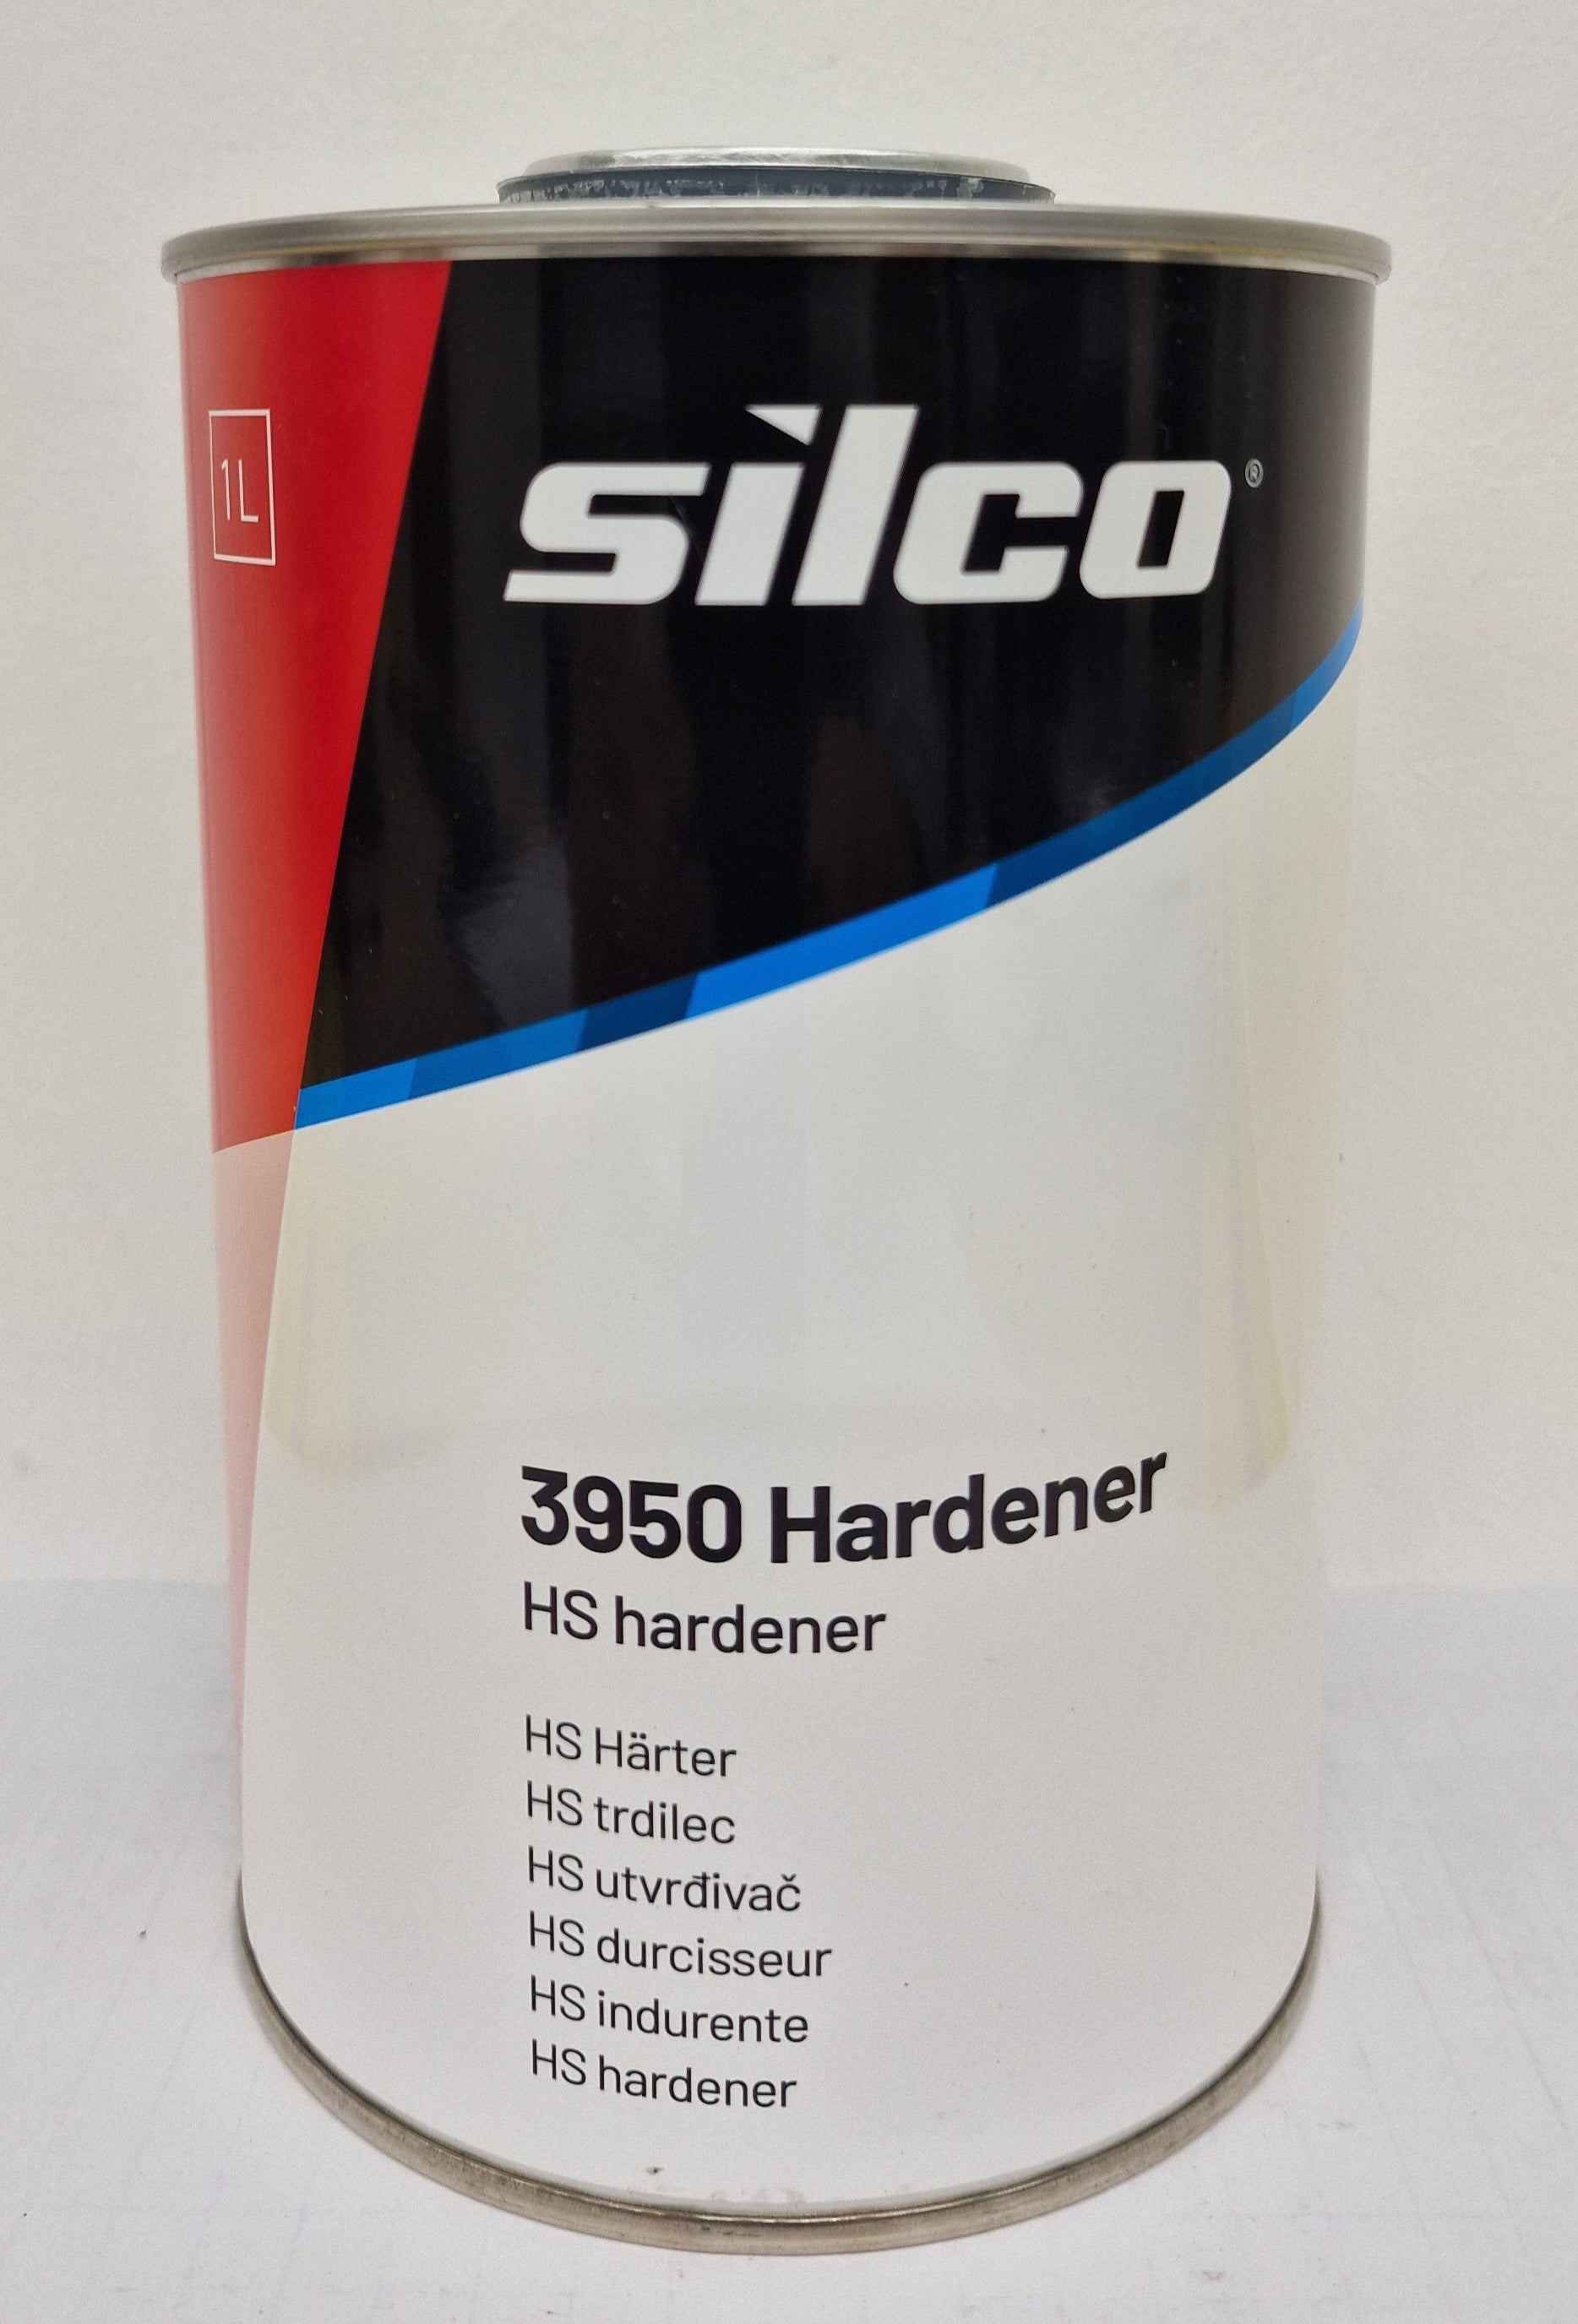 1L
silco®
3950 Hardener
HS hardener
HS Härter
HS trdilec
HS utvrđivač
HS durcisseur
HS indurente
HS hardener